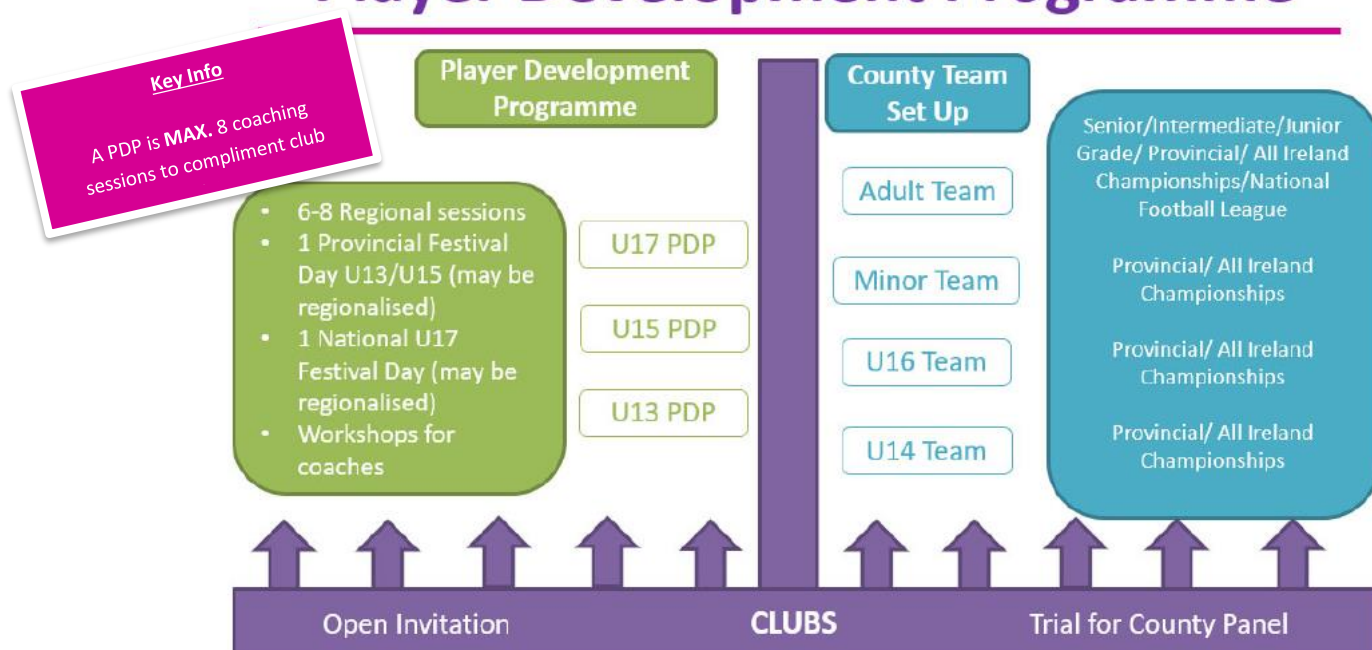 Player Development Programme
Key Info
A PDP is MAX. 8 coaching
sessions to compliment club
Player Development
Programme
• 6-8 Regional sessions
• 1 Provincial Festival
Day U13/U15 (may be
regionalised)
• 1 National U17
Festival Day (may be
regionalised)
• Workshops for
coaches
U17 PDP
U15 PDP
U13 PDP
County Team
Set Up
Adult Team
Minor Team
U16 Team
U14 Team
Senior/Intermediate/Junior
Grade/ Provincial/ All Ireland
Championships/National
Football League
Provincial/ All Ireland
Championships
Provincial/ All Ireland
Championships
Provincial/ All Ireland
Championships
Open Invitation
CLUBS
Trial for County Panel